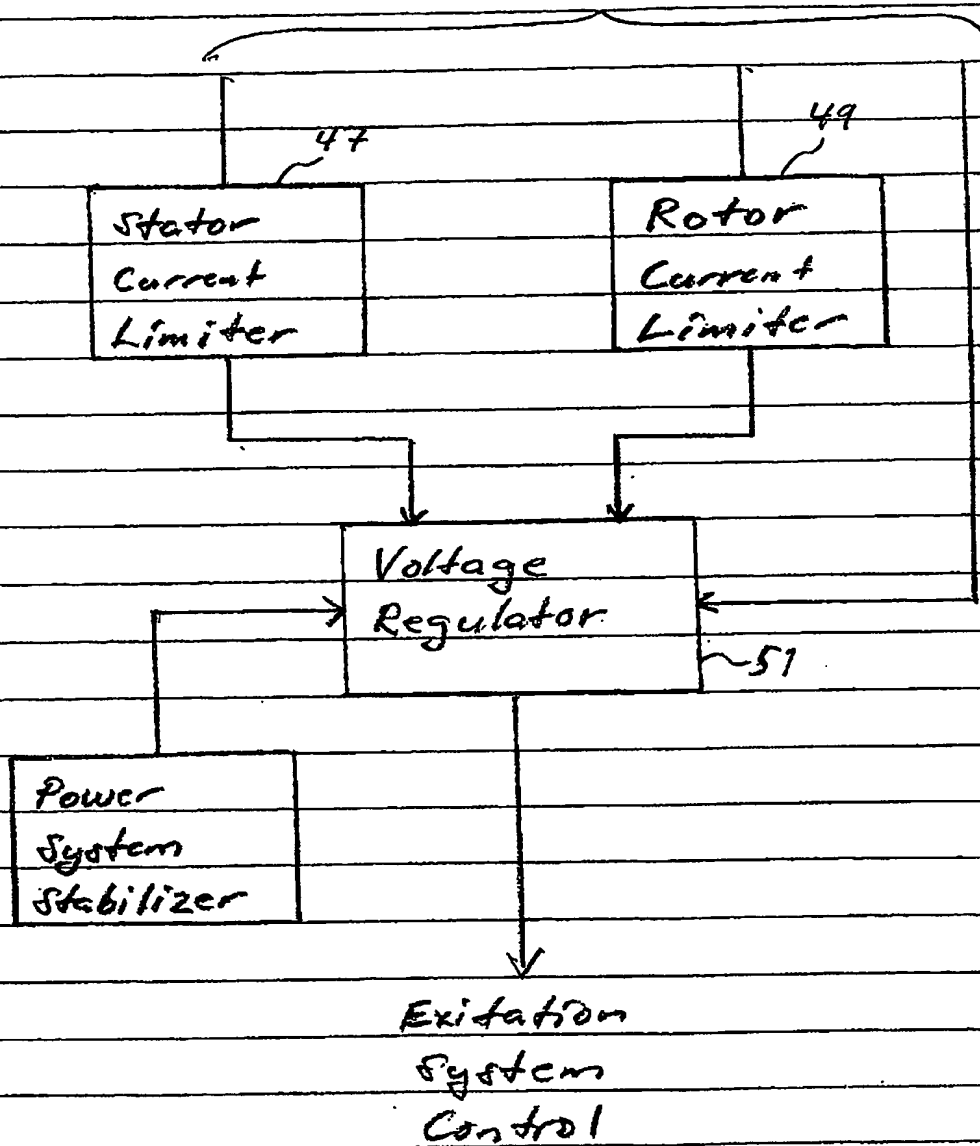 47
49
Stator
Current
Limiter
Rotor
Current
Limiter
Voltage
Regulator
51
Power
System
Stabilizer
Exitation
System
Control